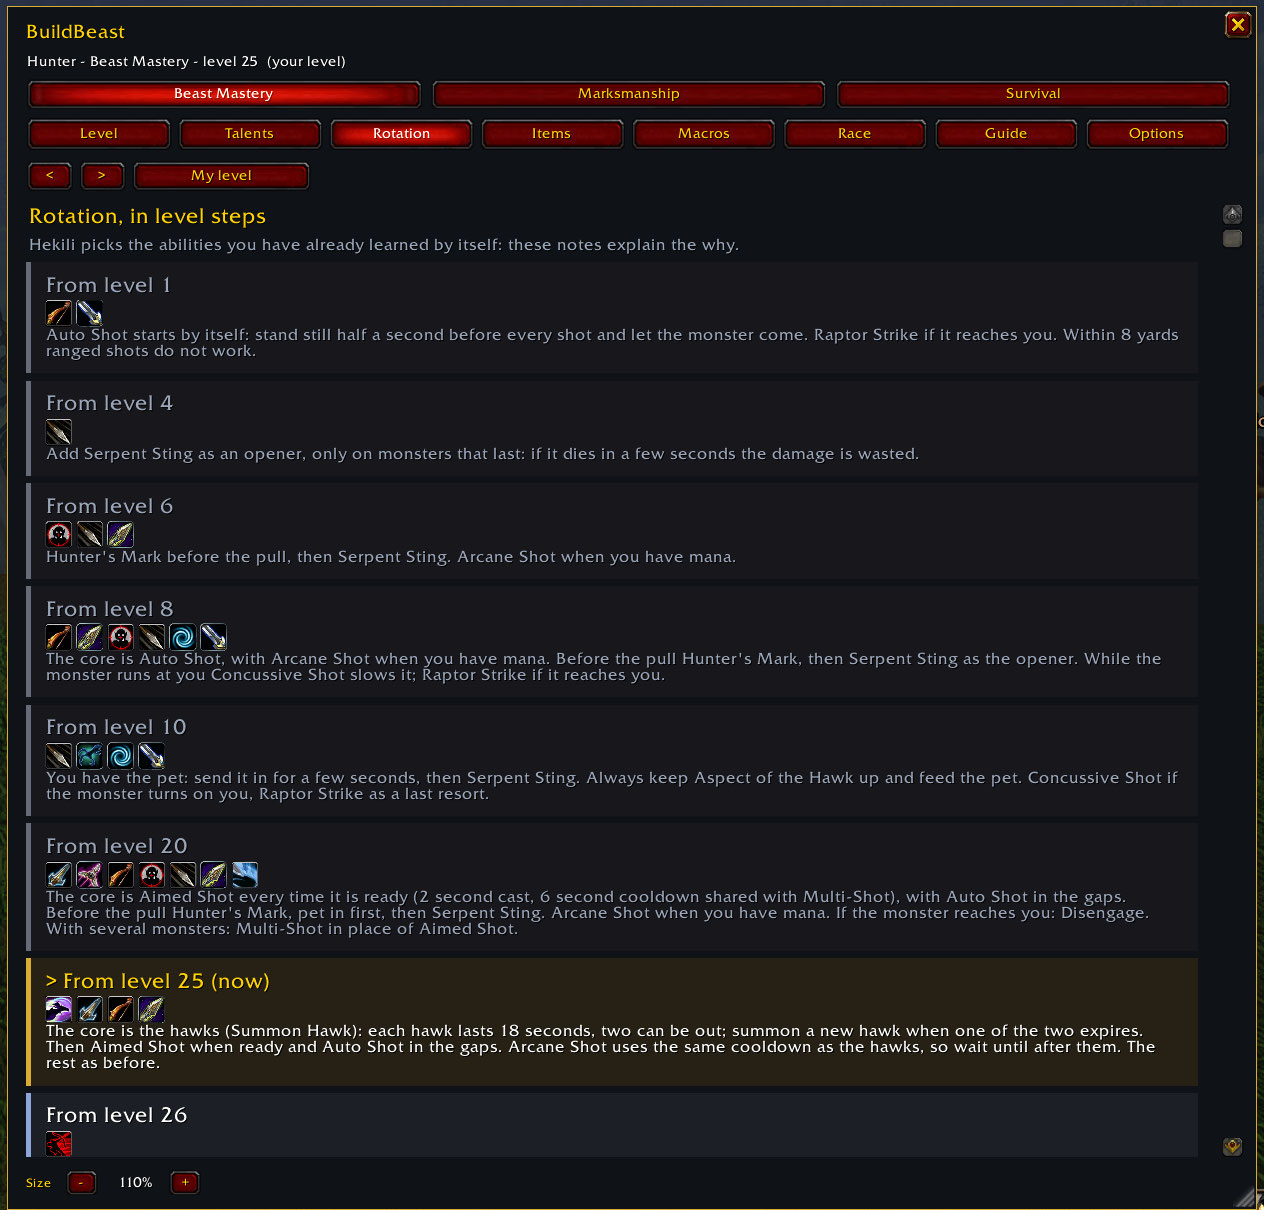 BuildBeast
Hunter - Beast Mastery - level 25 (your level)
Beast Mastery
Marksmanship
Survival
Level
Talents
Rotation
Items
Macros
Race
Guide
Options
<
>
My level
Rotation, in level steps
Hekili picks the abilities you have already learned by itself: these notes explain the why.
From level 1
Auto Shot starts by itself: stand still half a second before every shot and let the monster come. Raptor Strike if it reaches you. Within 8 yards
ranged shots do not work.
From level 4
Add Serpent Sting as an opener, only on monsters that last: if it dies in a few seconds the damage is wasted.
From level 6
Hunter's Mark before the pull, then Serpent Sting. Arcane Shot when you have mana.
From level 8
The core is Auto Shot, with Arcane Shot when you have mana. Before the pull Hunter's Mark, then Serpent Sting as the opener. While the
monster runs at you Concussive Shot slows it; Raptor Strike if it reaches you.
From level 10
You have the pet: send it in for a few seconds, then Serpent Sting. Always keep Aspect of the Hawk up and feed the pet. Concussive Shot if
the monster turns on you, Raptor Strike as a last resort.
From level 20
The core is Aimed Shot every time it is ready (2 second cast, 6 second cooldown shared with Multi-Shot), with Auto Shot in the gaps.
Before the pull Hunter's Mark, pet in first, then Serpent Sting. Arcane Shot when you have mana. If the monster reaches you: Disengage.
With several monsters: Multi-Shot in place of Aimed Shot.
> From level 25 (now)
The core is the hawks (Summon Hawk): each hawk lasts 18 seconds, two can be out; summon a new hawk when one of the two expires.
Then Aimed Shot when ready and Auto Shot in the gaps. Arcane Shot uses the same cooldown as the hawks, so wait until after them. The
rest as before.
From level 26
Size
-
110%
+